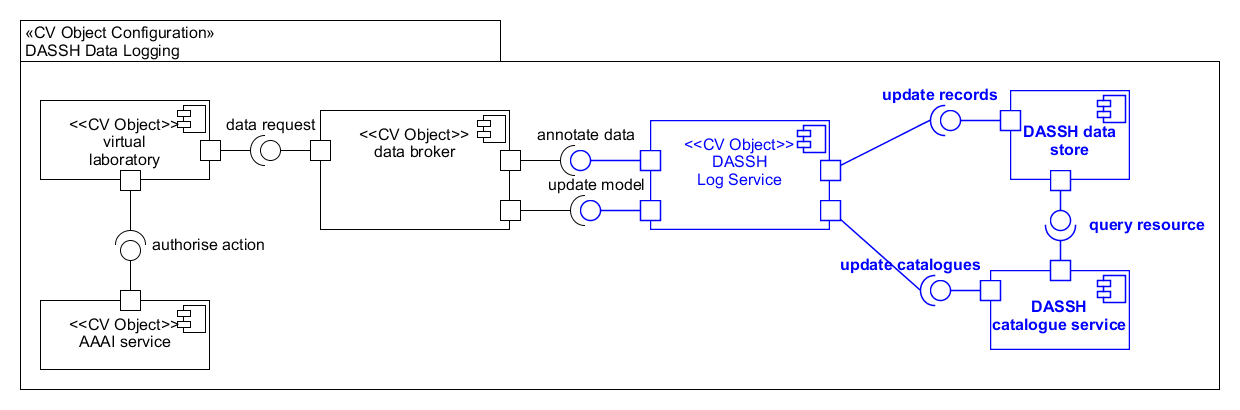 «CV Object Configuration»
DASSH Data Logging
<<CV Object>>
virtual
laboratory
data request
<<CV Object>>
data broker
annotate data
update model
<<CV Object>>
DASSH
Log Service
update records
DASSH data
store
query resource
update catalogues
DASSH
catalogue service
authorise action
<<CV Object>>
AAAI service